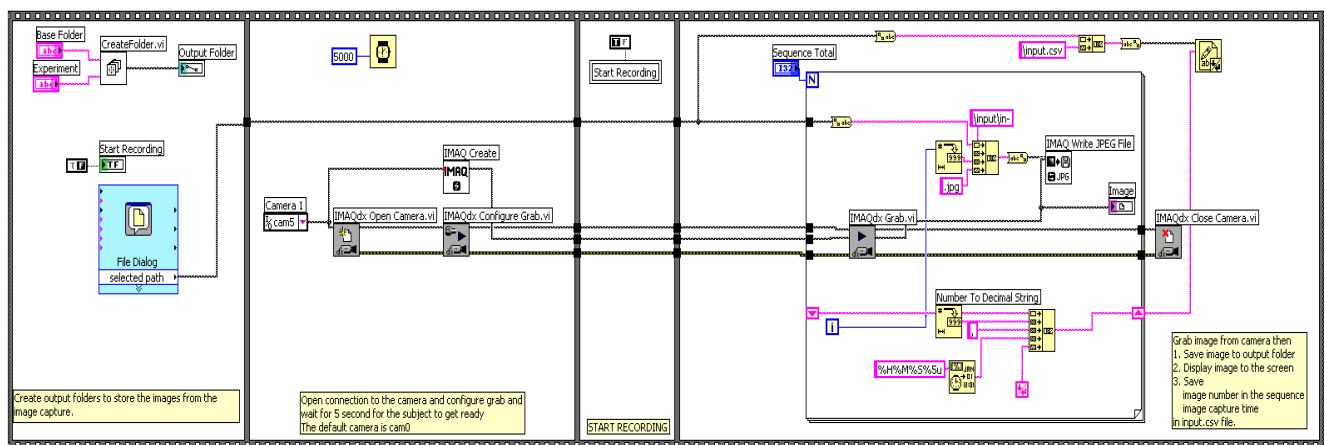 Base Folder
abc
CreateFolder.vi
Output Folder
Experiment
abc
Start Recording
T F
TF
File Dialog
selected path
Create output folders to store the images from the
image capture.
5000
IMAQ Create
IMAQ
Camera 1
I/O cam5
IMAQdx Open Camera.vi
IMAQdx Configure Grab.vi
Open connection to the camera and configure grab and
wait for 5 second for the subject to get ready
The default camera is cam0
T F
Start Recording
START RECORDING
Sequence Total
I32
N
\input.csv
\input\in-
.jpg
IMAQ Write JPEG File
JPG
Image
IMAQdx Grab.vi
IMAQdx Close Camera.vi
Number To Decimal String
i
,
%H%M%S%5u
Grab image from camera then
1. Save image to output folder
2. Display image to the screen
3. Save
image number in the sequence
image capture time
in input.csv file.